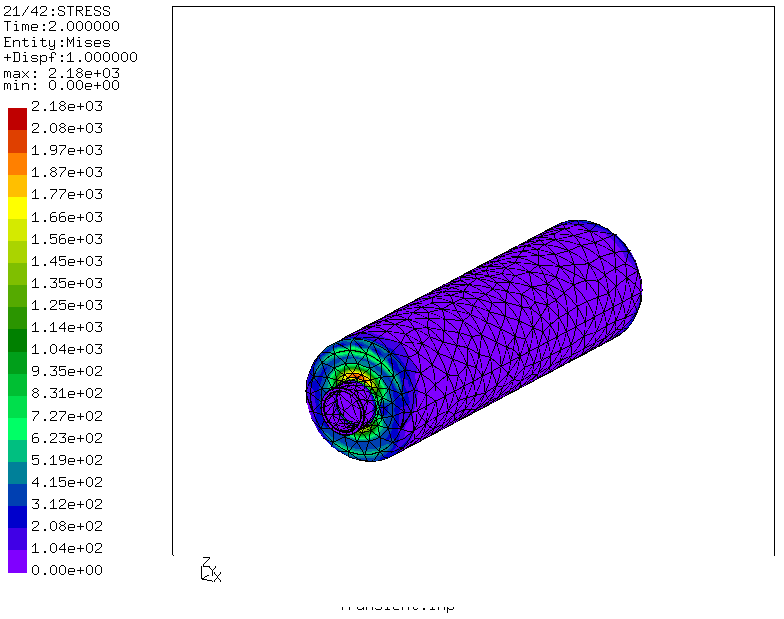 21/42:STRESS
Time:2.000000
Entity:Mises
+Dispf:1.000000
max: 2.18e+03
min: 0.00e+00
2.18e+03
2.08e+03
1.97e+03
1.87e+03
1.77e+03
1.66e+03
1.56e+03
1.45e+03
1.35e+03
1.25e+03
1.14e+03
1.04e+03
9.35e+02
8.31e+02
7.27e+02
6.23e+02
5.19e+02
4.15e+02
3.12e+02
2.08e+02
1.04e+02
0.00e+00
Z
Y
X
Transient.inp